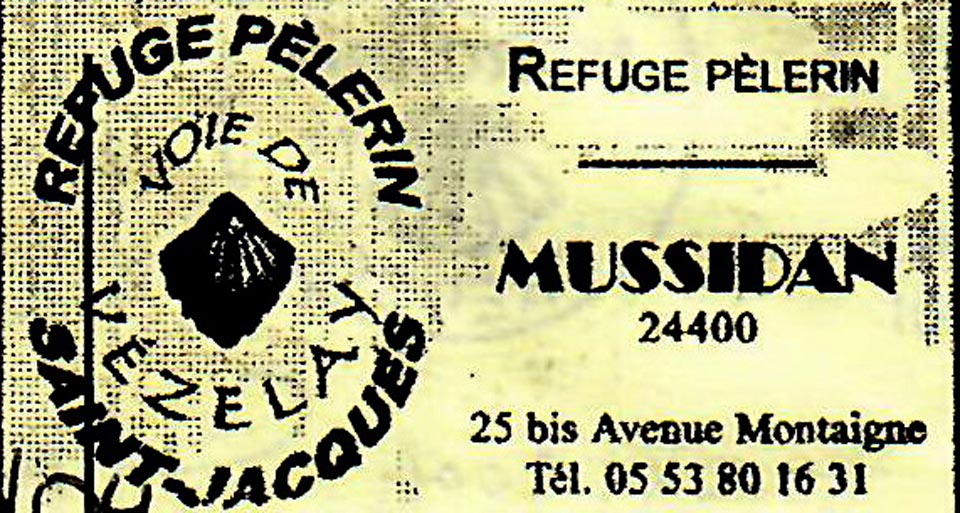 REFUGE PÈLERIN
SAINT-JACQUES
VOIE DE
VEZELAY
REFUGE PÈLERIN
MUSSIDAN
24400
25 bis Avenue Montaigne
Tél. 05 53 80 16 31